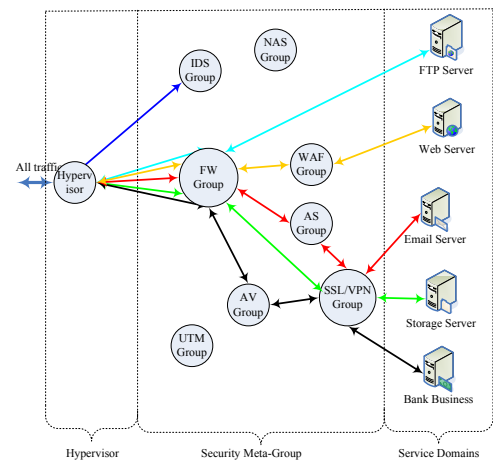 NAS
Group
IDS
Group
FTP Server
All traffic
Hyperv
isor
FW
Group
WAF
Group
Web Server
AS
Group
Email Server
SSL/VPN
Group
AV
Group
Storage Server
UTM
Group
Bank Business
Hypervisor
Security Meta-Group
Service Domains